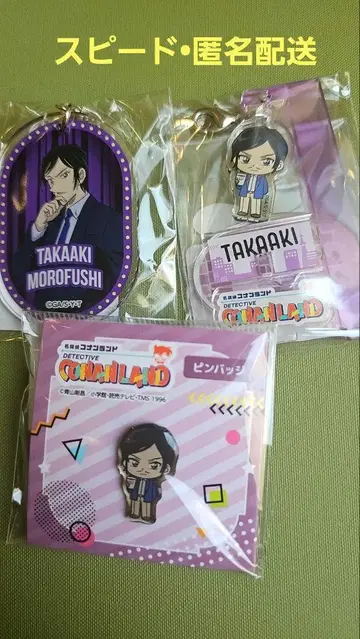 スピード・匿名配送
TAKAAKI
MOROFUSHI
©GA/S・Y・T
TAKAAKI
名探偵コナンランド
DETECTIVE
CONAN LAND
名探偵コナンランド
DETECTIVE
CONAN LAND
ピンバッジ
©青山剛昌/小学館・読売テレビ・TMS 1996